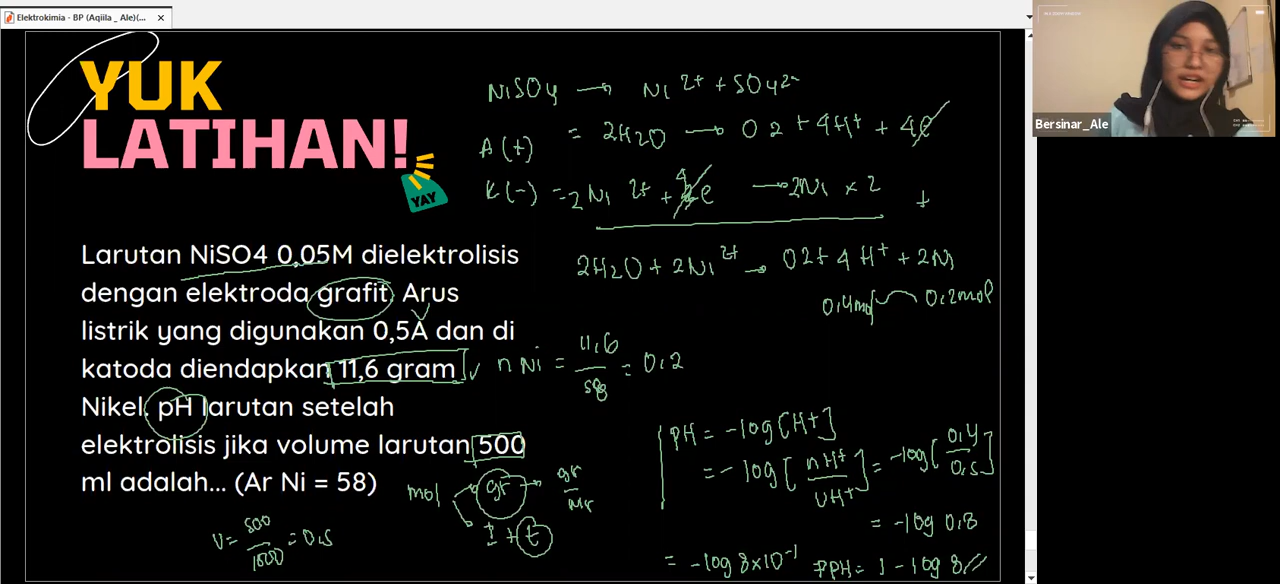 Elektrokimia - BP (Aqiila _ Ale)(...
YUK
LATIHAN!
YAY
Larutan NiSO4 0,05M dielektrolisis
dengan elektroda grafit. Arus
listrik yang digunakan 0,5A dan di
katoda diendapkan 11,6 gram
Nikel. pH larutan setelah
elektrolisis jika volume larutan 500
ml adalah... (Ar Ni = 58)
NiSO4 → Ni 2+ + SO4 2-
A (+) = 2H2O → O2 + 4H+ + 4e
K (-) = 2Ni 2+ + 4e → 2Ni x 2 +
2H2O + 2Ni 2+ → O2 + 4H+ + 2Ni
0,4mol 0,2mol
n Ni = 11,6 / 58 = 0,2
PH = -log [H+]
= -log [nH+ / VH+] = -log [0,4 / 0,5]
= -log 0,8
= -log 8x10-1 PH = 1 - log 8 //
mol gr → gr / Mr
I + t
V = 500 / 1000 = 0,5
Bersinar_Ale